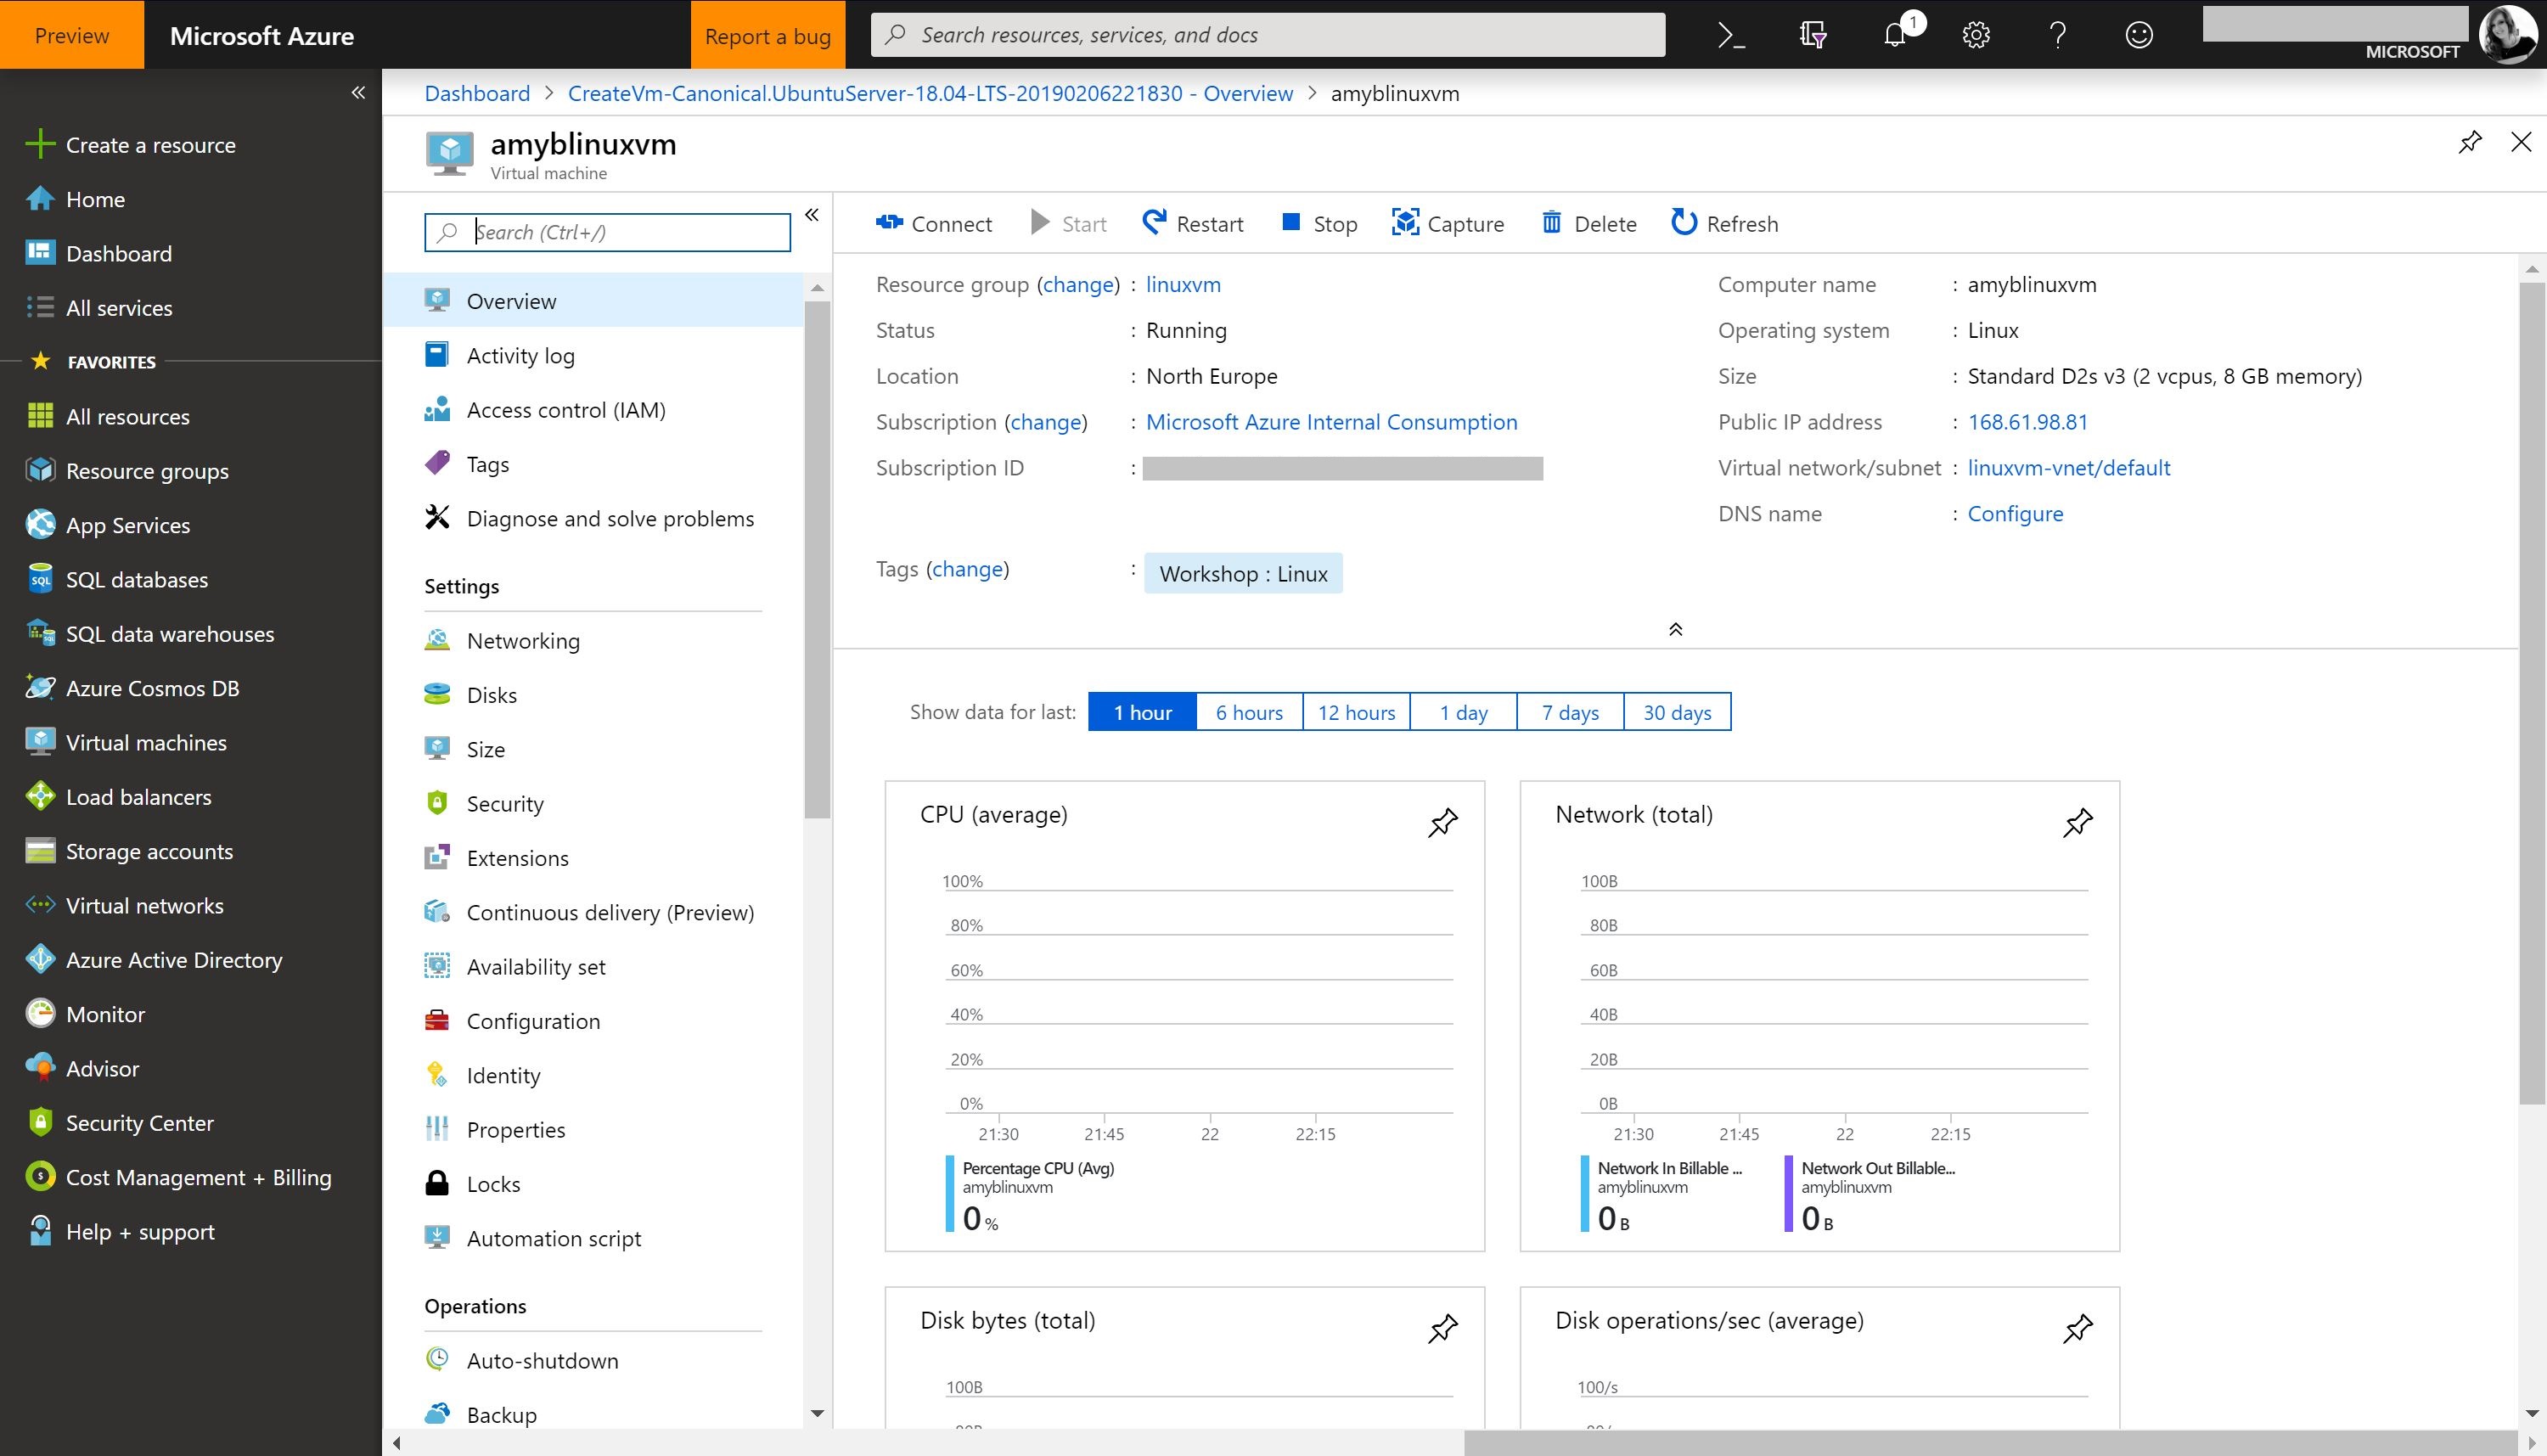 Preview
Microsoft Azure
Report a bug
Search resources, services, and docs
1
MICROSOFT
Create a resource
Home
Dashboard
All services
FAVORITES
All resources
Resource groups
App Services
SQL databases
SQL data warehouses
Azure Cosmos DB
Virtual machines
Load balancers
Storage accounts
Virtual networks
Azure Active Directory
Monitor
Advisor
Security Center
Cost Management + Billing
Help + support
Dashboard > CreateVm-Canonical.UbuntuServer-18.04-LTS-20190206221830 - Overview > amyblinuxvm
amyblinuxvm
Virtual machine
Search (Ctrl+/)
Overview
Activity log
Access control (IAM)
Tags
Diagnose and solve problems
Settings
Networking
Disks
Size
Security
Extensions
Continuous delivery (Preview)
Availability set
Configuration
Identity
Properties
Locks
Automation script
Operations
Auto-shutdown
Backup
Connect Start Restart Stop Capture Delete Refresh
Resource group (change) : linuxvm
Status : Running
Location : North Europe
Subscription (change) : Microsoft Azure Internal Consumption
Subscription ID :
Computer name : amyblinuxvm
Operating system : Linux
Size : Standard D2s v3 (2 vcpus, 8 GB memory)
Public IP address : 168.61.98.81
Virtual network/subnet : linuxvm-vnet/default
DNS name : Configure
Tags (change) : Workshop : Linux
Show data for last: 1 hour 6 hours 12 hours 1 day 7 days 30 days
CPU (average)
100%
80%
60%
40%
20%
0%
21:30 21:45 22 22:15
Percentage CPU (Avg)
amyblinuxvm
0 %
Network (total)
100B
80B
60B
40B
20B
0B
21:30 21:45 22 22:15
Network In Billable ...
amyblinuxvm
0 B
Network Out Billable...
amyblinuxvm
0 B
Disk bytes (total)
100B
Disk operations/sec (average)
100/s